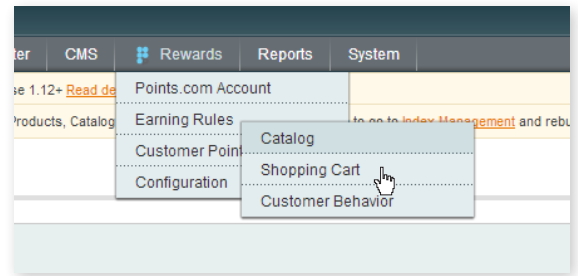 ter CMS Rewards Reports System
se 1.12+ Read de
Points.com Account
Products, Catalog
Earning Rules
to go to Index Management and rebu
Catalog
Customer Point
Shopping Cart
Configuration
Customer Behavior